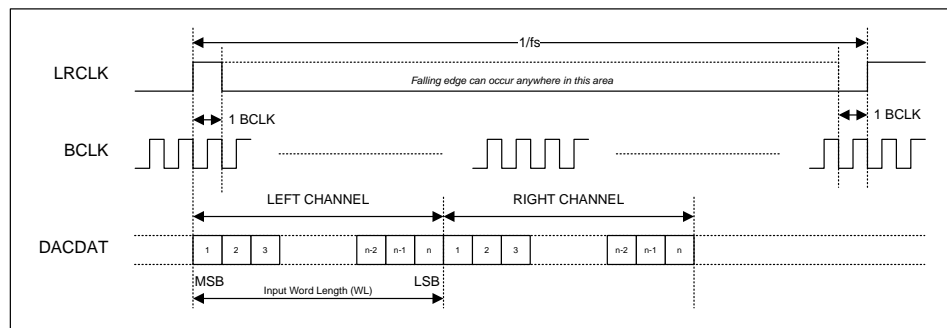 1/fs
LRCLK
Falling edge can occur anywhere in this area
1 BCLK
1 BCLK
BCLK
LEFT CHANNEL
RIGHT CHANNEL
DACDAT
1 2 3 n-2 n-1 n 1 2 3 n-2 n-1 n
MSB
LSB
Input Word Length (WL)